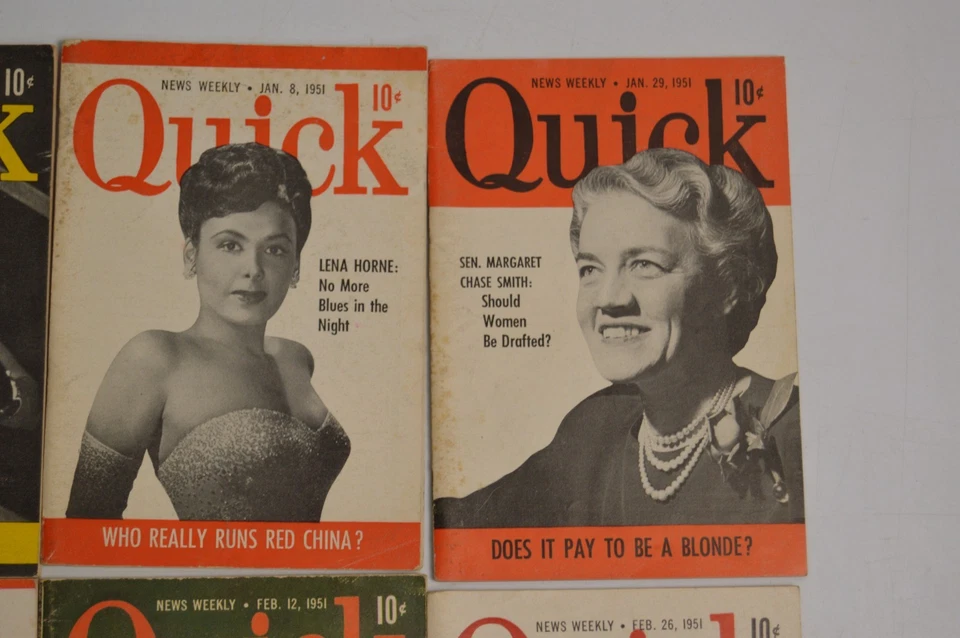 10¢
k
NEWS WEEKLY • JAN. 8, 1951
10¢
Quick
LENA HORNE:
No More
Blues in the
Night
WHO REALLY RUNS RED CHINA?
NEWS WEEKLY • JAN. 29, 1951
10¢
Quick
SEN. MARGARET
CHASE SMITH:
Should
Women
Be Drafted?
DOES IT PAY TO BE A BLONDE?
NEWS WEEKLY • FEB. 12, 1951
10¢
Quick
NEWS WEEKLY • FEB. 26, 1951
10¢